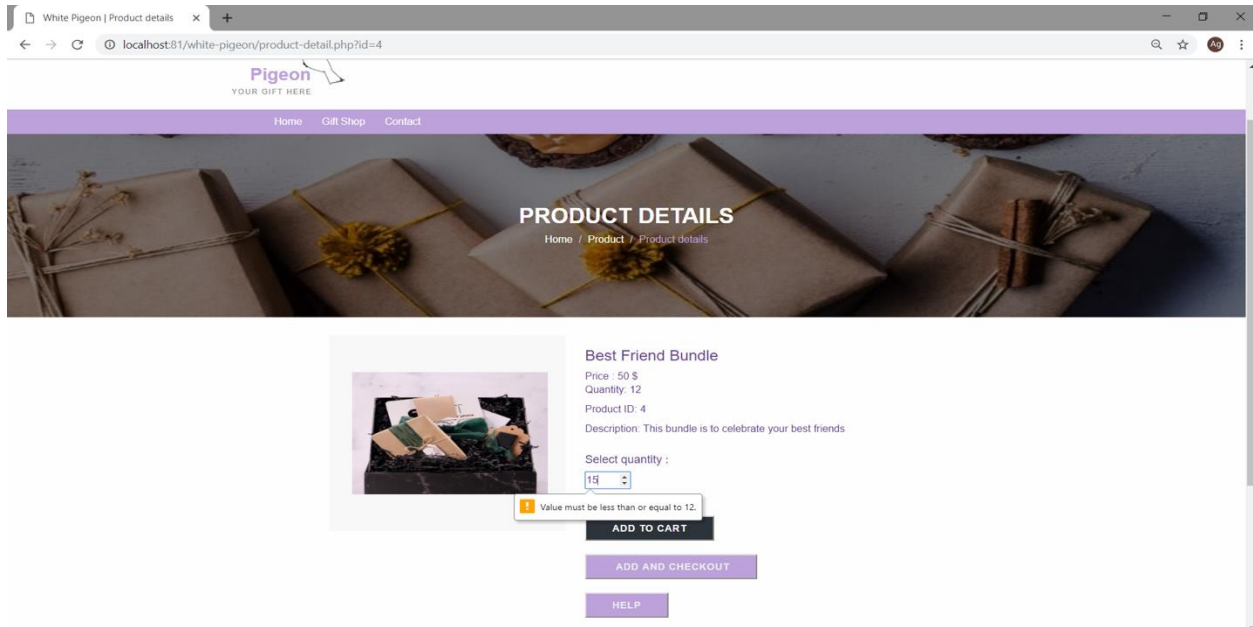 White Pigeon | Product details
localhost:81/white-pigeon/product-detail.php?id=4
Ag
Pigeon
YOUR GIFT HERE
Home Gift Shop Contact
PRODUCT DETAILS
Home / Product / Product details
Best Friend Bundle
Price : 50 $
Quantity: 12
Product ID: 4
Description: This bundle is to celebrate your best friends
Select quantity :
15
Value must be less than or equal to 12.
ADD TO CART
ADD AND CHECKOUT
HELP